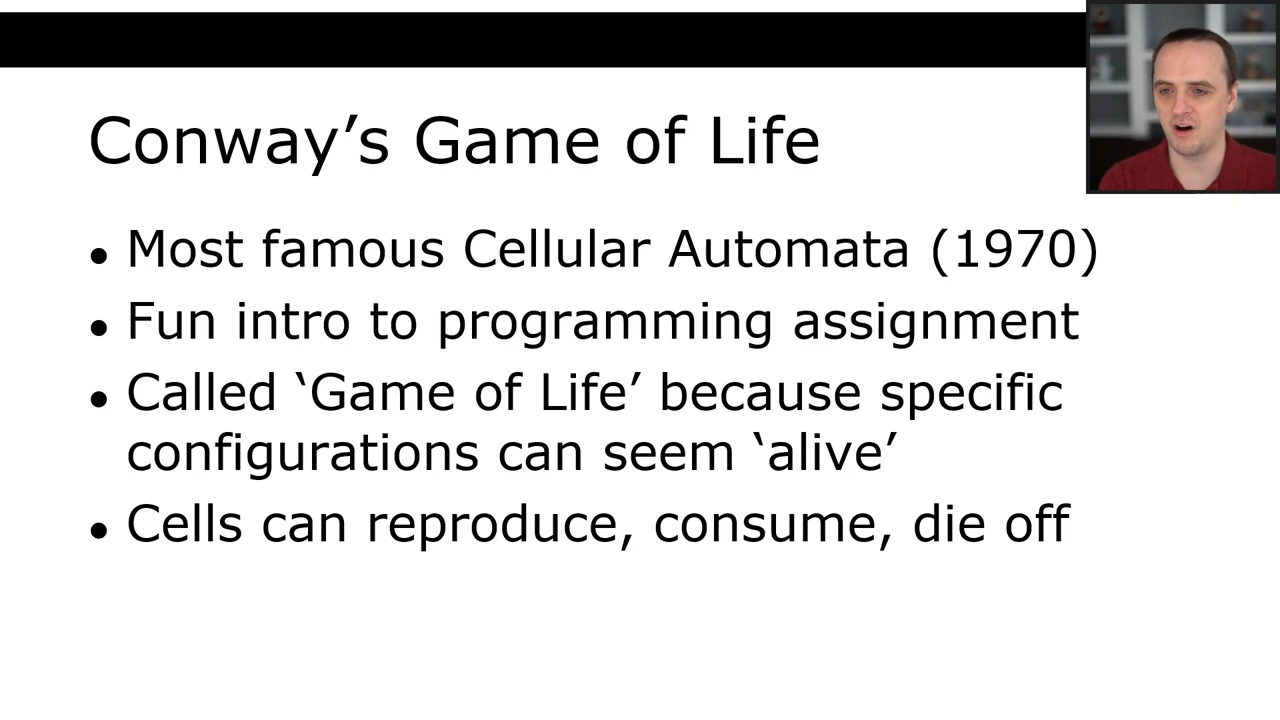 Conway’s Game of Life
• Most famous Cellular Automata (1970)
• Fun intro to programming assignment
• Called ‘Game of Life’ because specific
configurations can seem ‘alive’
• Cells can reproduce, consume, die off